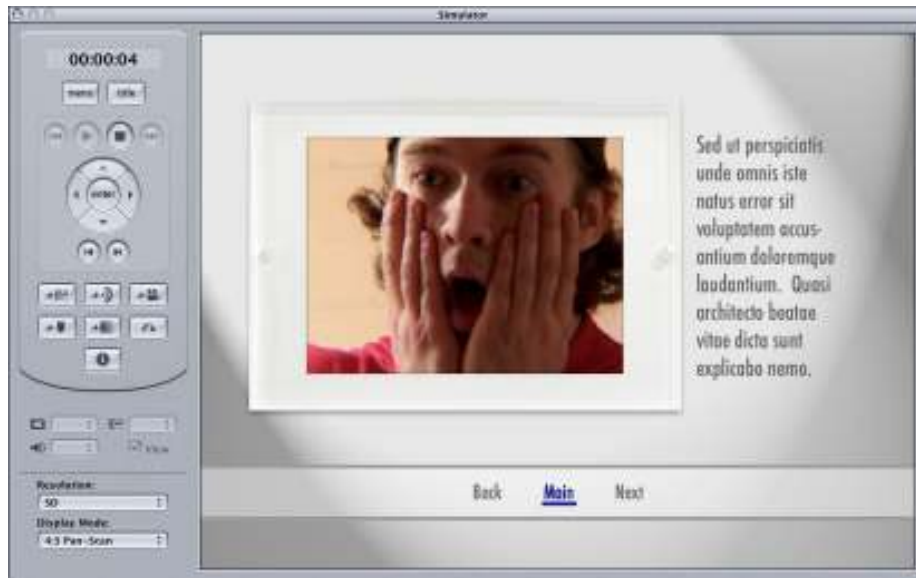 Simulator
00:00:04
menu title
enter
Resolution:
SD
Display Mode:
4:3 Pan-Scan
Sed ut perspiciatis
unde omnis iste
natus error sit
voluptatem accus-
antium doloremque
laudantium. Quasi
architecto beatae
vitae dicta sunt
explicabo nemo.
Back Main Next